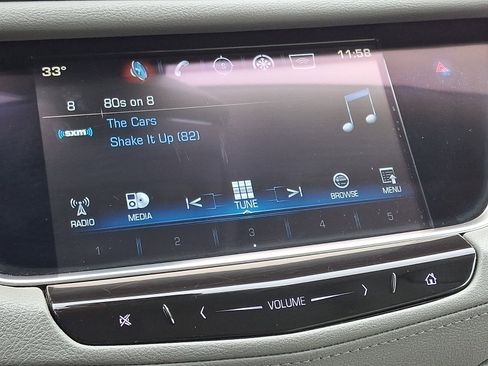 33° 11:58
8 80s on 8
((sxm)) The Cars
Shake It Up (82)
RADIO MEDIA TUNE BROWSE MENU
1 2 3 4 5
VOLUME